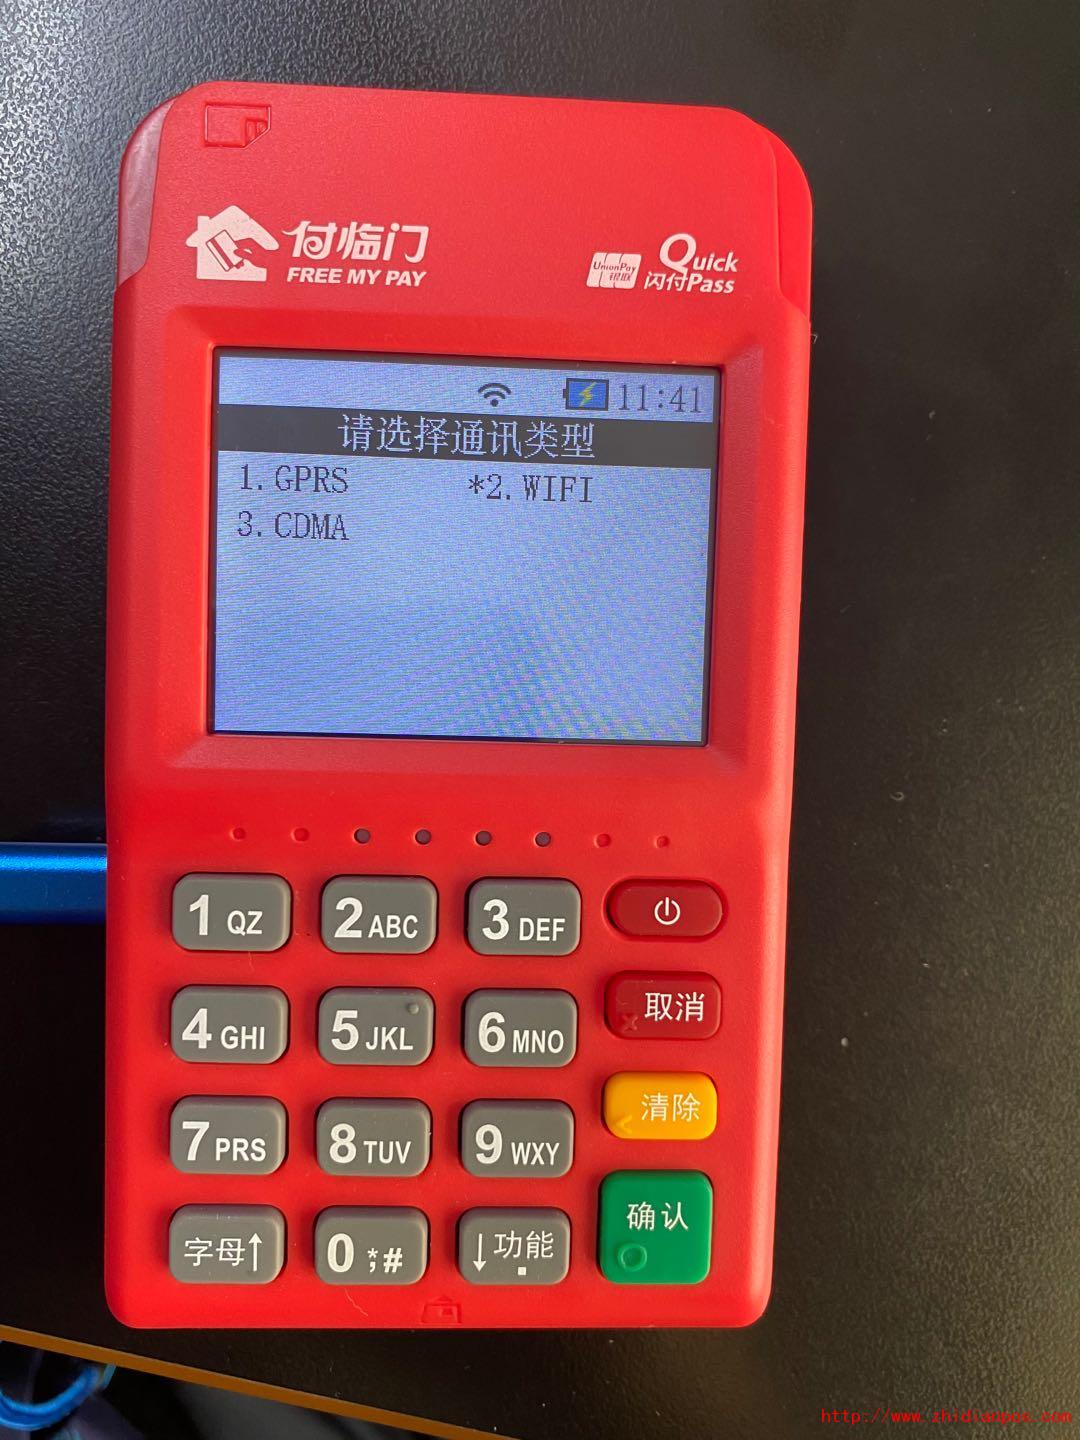 付临门
FREE MY PAY
UnionPay
银联
Quick
闪付Pass
11:41
请选择通讯类型
1.GPRS *2.WIFI
3.CDMA
1 QZ 2 ABC 3 DEF
取消
4 GHI 5 JKL 6 MNO
清除
7 PRS 8 TUV 9 WXY
确认
字母↑ 0 *;# ↓功能
http://www.zhidianpos.com/